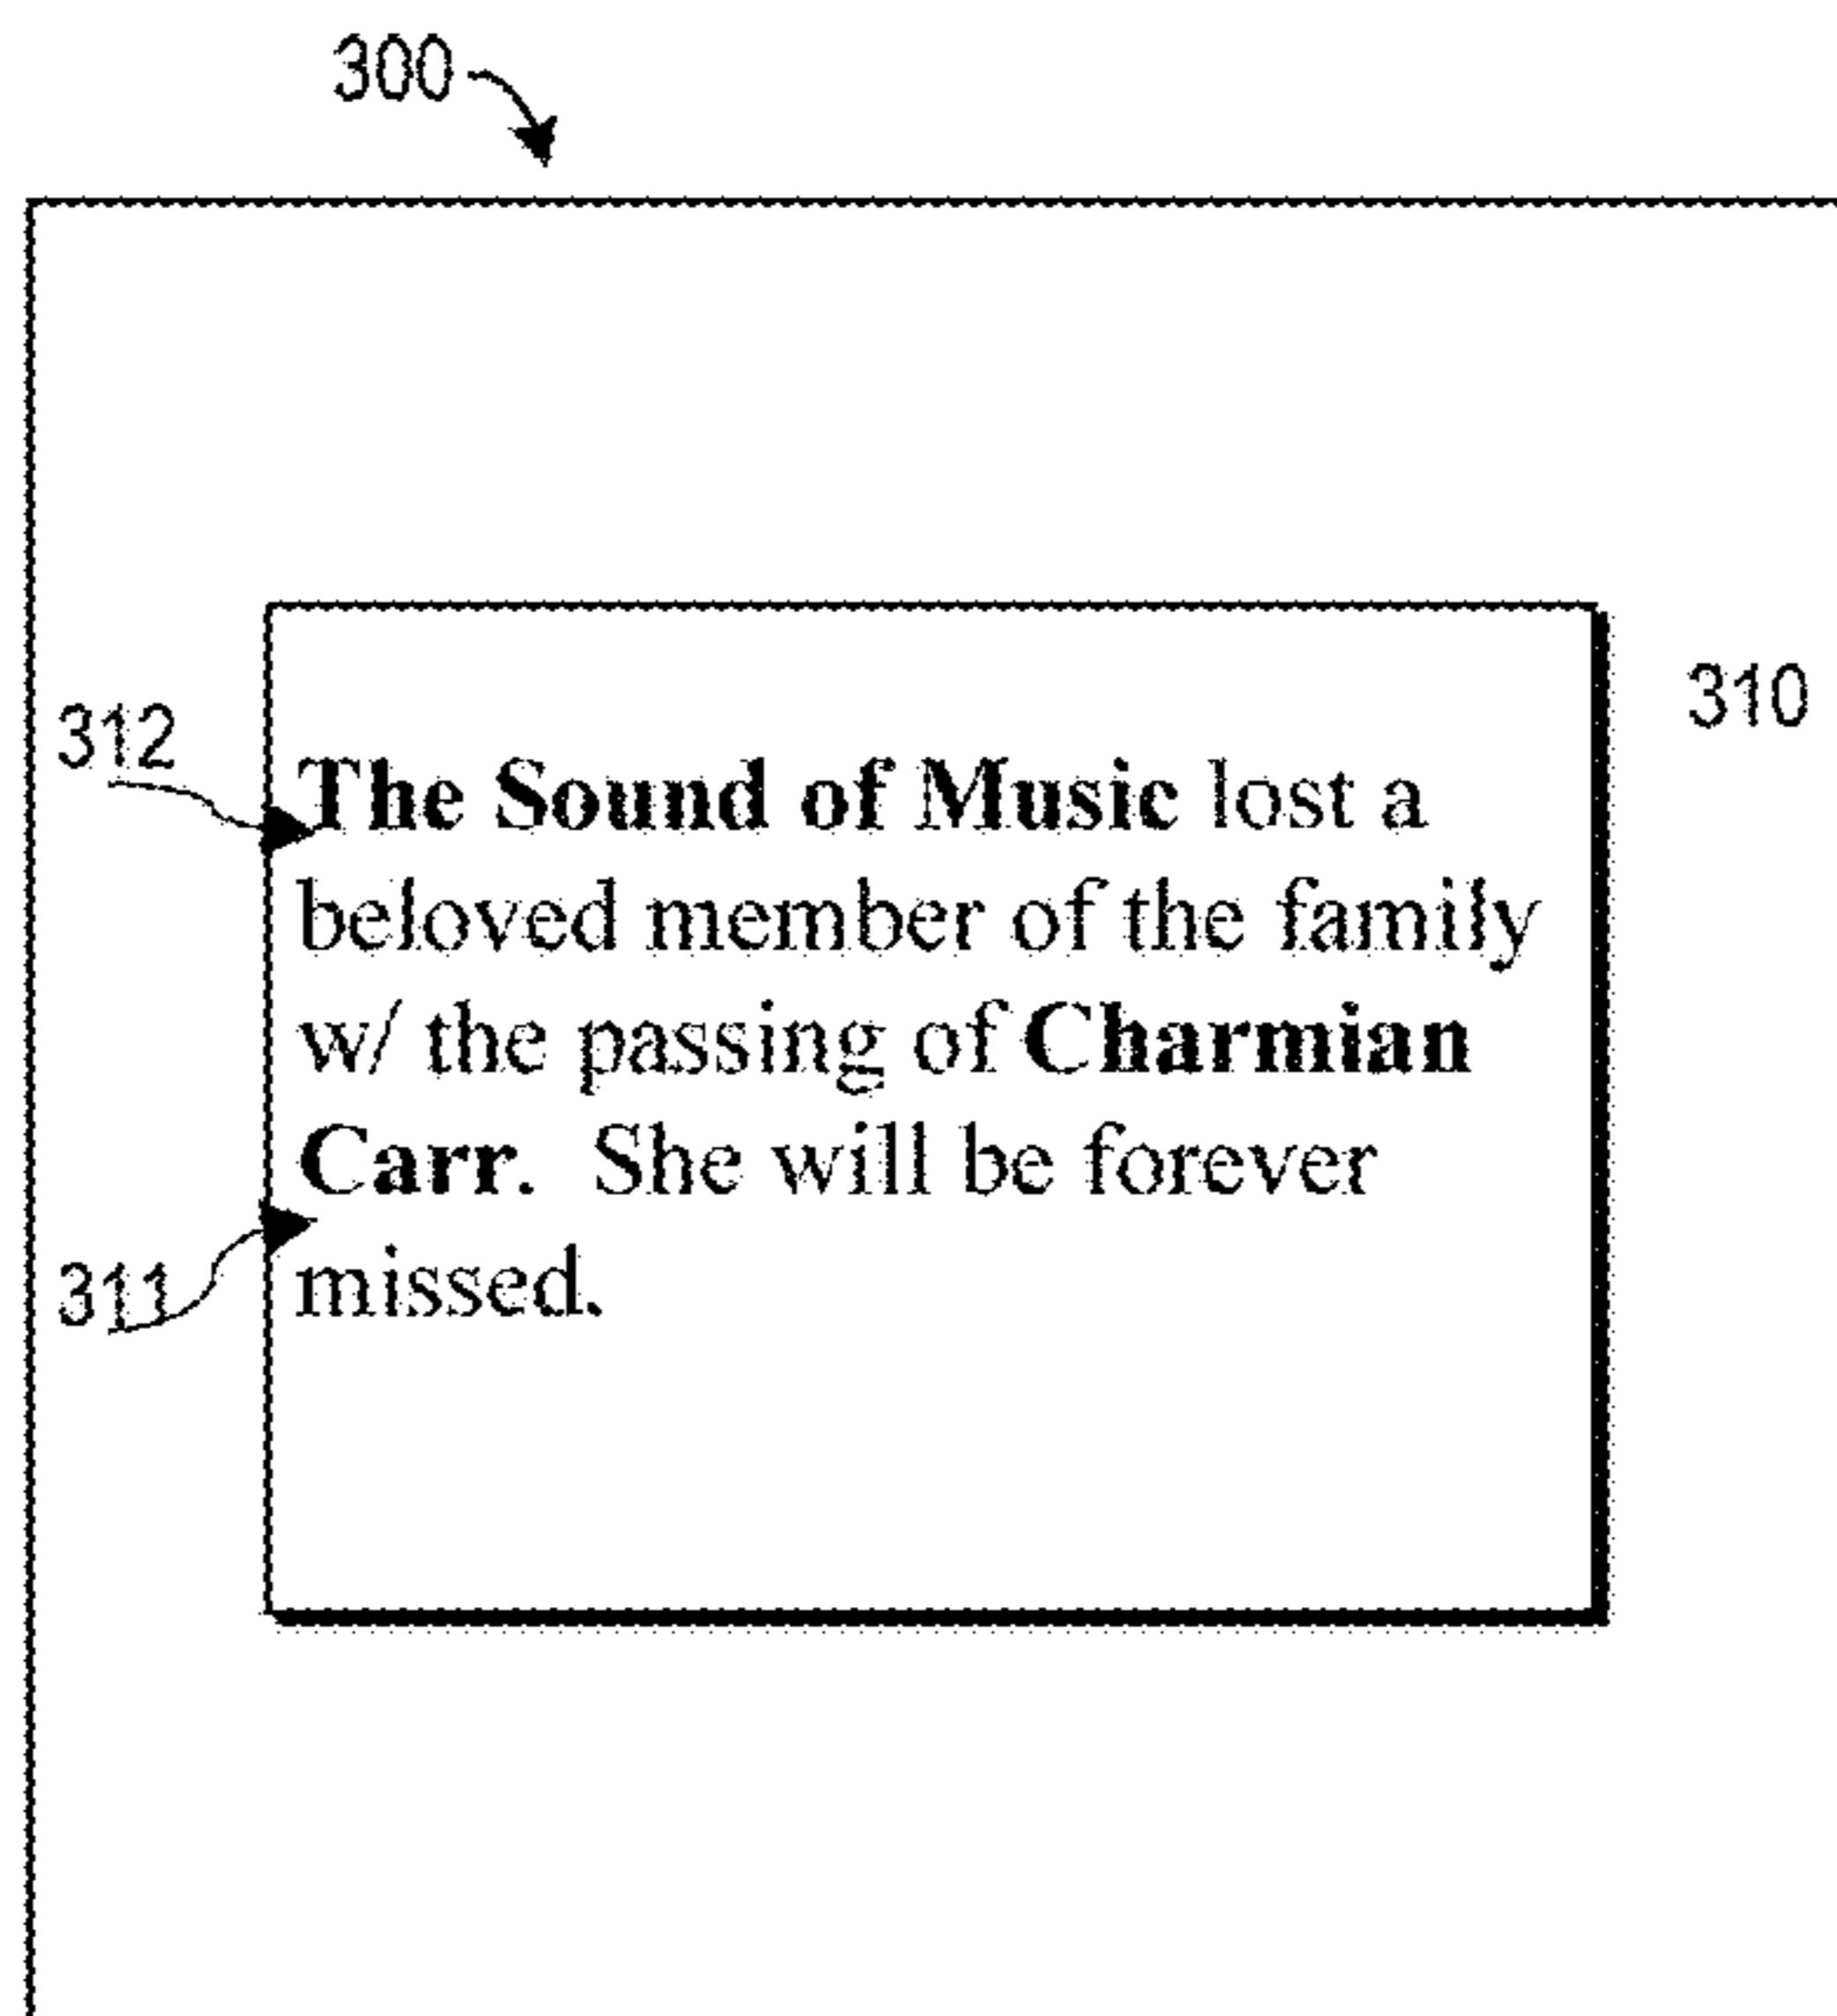 300
310
312
The Sound of Music lost a
beloved member of the family
w/ the passing of Charmian
Carr.  She will be forever
311
missed.